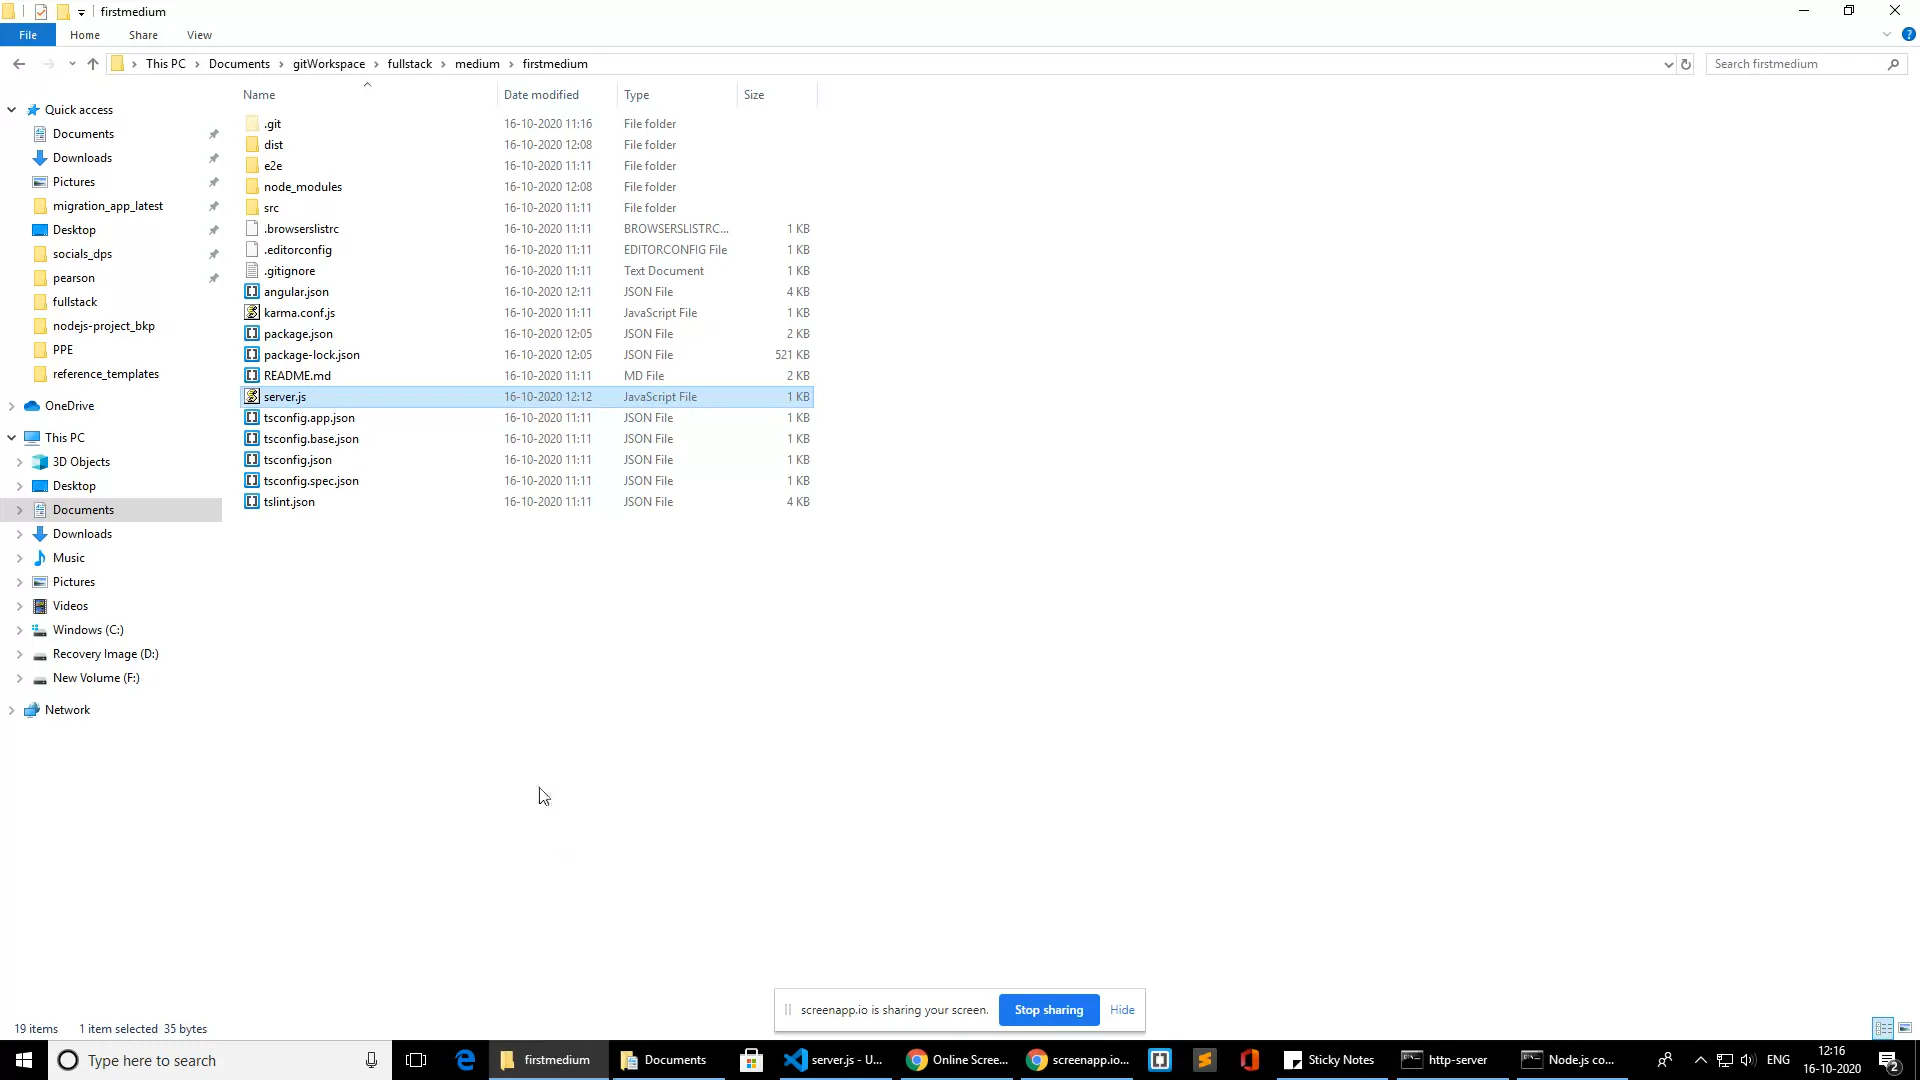 firstmedium
File Home Share View
This PC Documents gitWorkspace fullstack medium firstmedium
Search firstmedium
Name Date modified Type Size
Quick access
Documents
Downloads
Pictures
migration_app_latest
Desktop
socials_dps
pearson
fullstack
nodejs-project_bkp
PPE
reference_templates
OneDrive
This PC
3D Objects
Desktop
Documents
Downloads
Music
Pictures
Videos
Windows (C:)
Recovery Image (D:)
New Volume (F:)
Network
.git 16-10-2020 11:16 File folder
dist 16-10-2020 12:08 File folder
e2e 16-10-2020 11:11 File folder
node_modules 16-10-2020 12:08 File folder
src 16-10-2020 11:11 File folder
.browserslistrc 16-10-2020 11:11 BROWSERSLISTRC... 1 KB
.editorconfig 16-10-2020 11:11 EDITORCONFIG File 1 KB
.gitignore 16-10-2020 11:11 Text Document 1 KB
angular.json 16-10-2020 12:11 JSON File 4 KB
karma.conf.js 16-10-2020 11:11 JavaScript File 1 KB
package.json 16-10-2020 12:05 JSON File 2 KB
package-lock.json 16-10-2020 12:05 JSON File 521 KB
README.md 16-10-2020 11:11 MD File 2 KB
server.js 16-10-2020 12:12 JavaScript File 1 KB
tsconfig.app.json 16-10-2020 11:11 JSON File 1 KB
tsconfig.base.json 16-10-2020 11:11 JSON File 1 KB
tsconfig.json 16-10-2020 11:11 JSON File 1 KB
tsconfig.spec.json 16-10-2020 11:11 JSON File 1 KB
tslint.json 16-10-2020 11:11 JSON File 4 KB
screenapp.io is sharing your screen. Stop sharing Hide
19 items 1 item selected 35 bytes
Type here to search
firstmedium
Documents
server.js - U...
Online Scree...
screenapp.io...
Sticky Notes
http-server
Node.js co...
ENG
12:16
16-10-2020
2